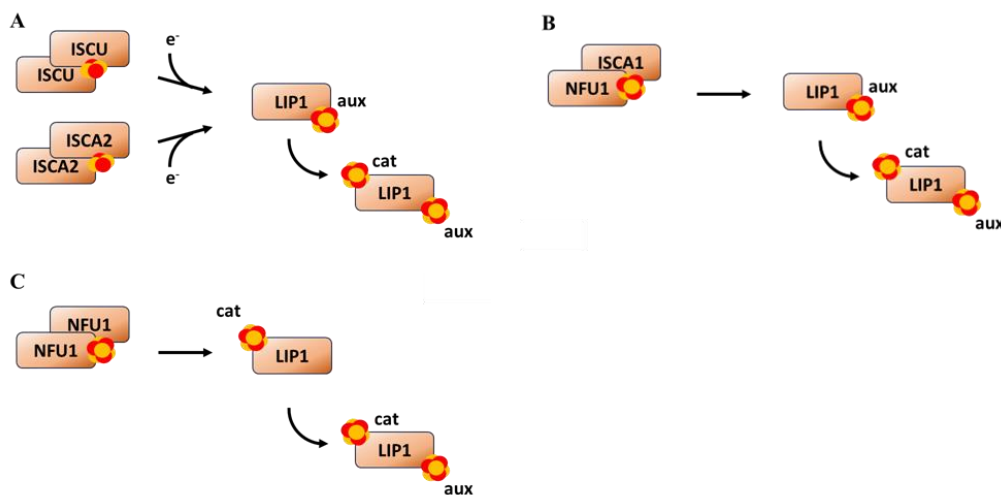 A
ISCU
ISCU
e-
ISCA2
ISCA2
e-
LIP1
aux
cat
LIP1
aux
B
ISCA1
NFU1
LIP1
aux
cat
LIP1
aux
C
NFU1
NFU1
cat
LIP1
cat
LIP1
aux